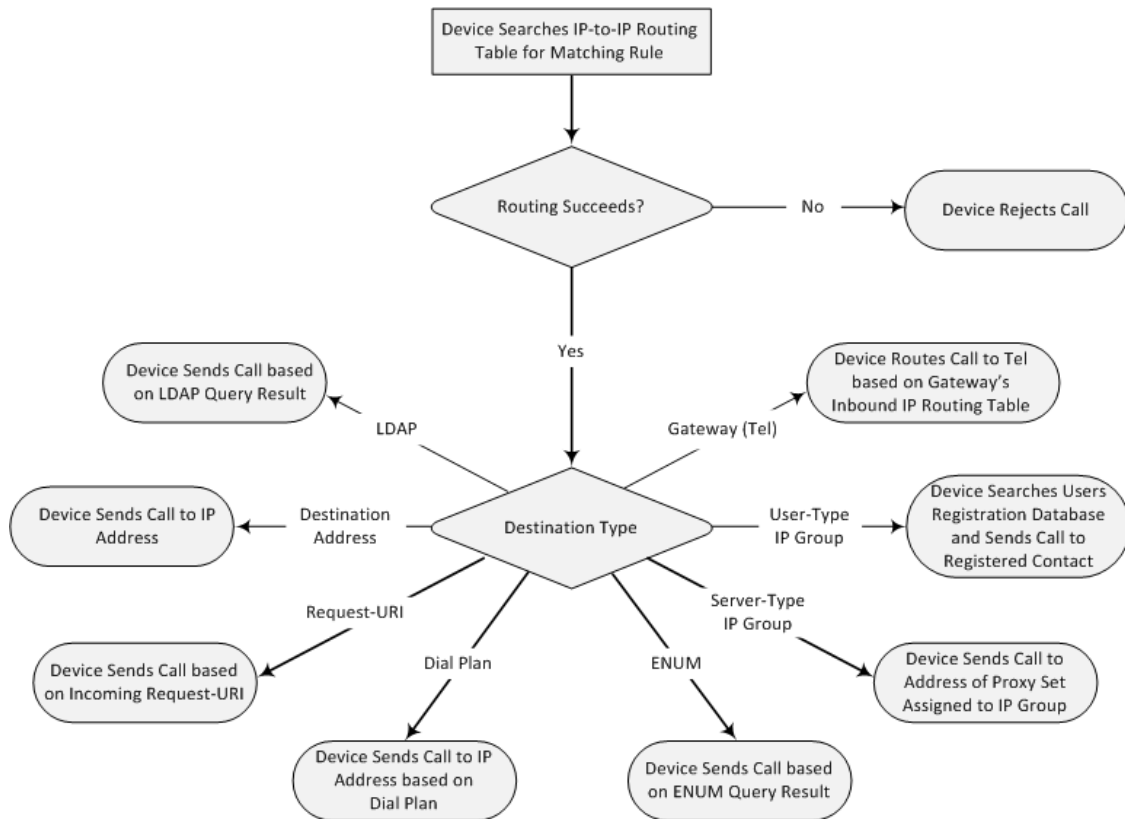 Device Searches IP-to-IP Routing
Table for Matching Rule
Routing Succeeds?
No
Device Rejects Call
Yes
Device Sends Call based
on LDAP Query Result
LDAP
Gateway (Tel)
Device Routes Call to Tel
based on Gateway's
Inbound IP Routing Table
Device Sends Call to IP
Address
Destination
Address
Destination Type
User-Type
IP Group
Device Searches Users
Registration Database
and Sends Call to
Registered Contact
Request-URI
Device Sends Call based
on Incoming Request-URI
Dial Plan
Device Sends Call to IP
Address based on
Dial Plan
ENUM
Device Sends Call based
on ENUM Query Result
Server-Type
IP Group
Device Sends Call to
Address of Proxy Set
Assigned to IP Group